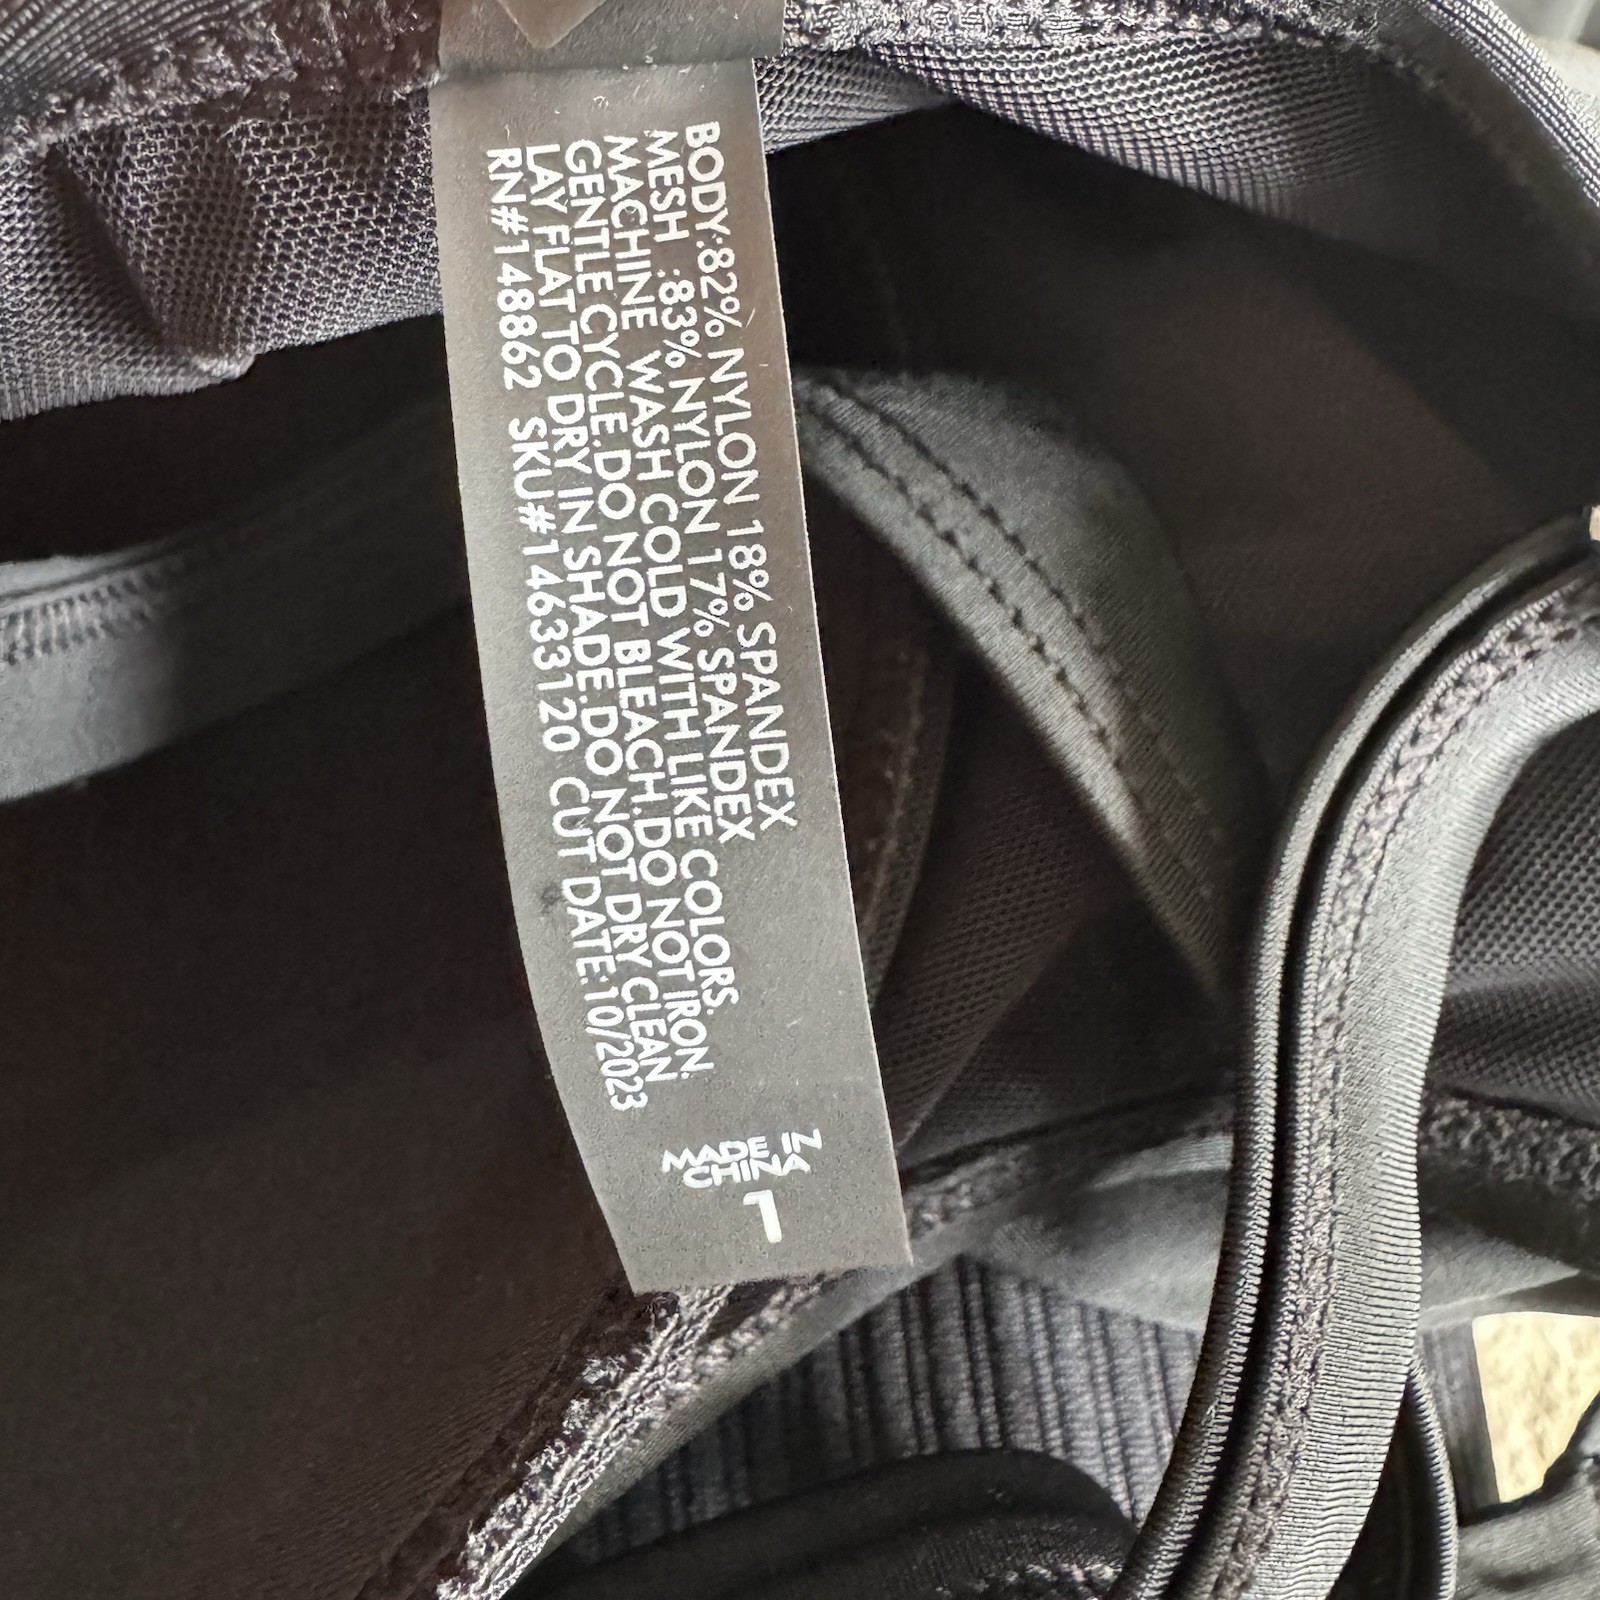 BODY:82% NYLON 18% SPANDEX
MESH :83% NYLON 17% SPANDEX
MACHINE WASH COLD WITH LIKE COLORS.
GENTLE CYCLE.DO NOT BLEACH.DO NOT IRON.
LAY FLAT TO DRY IN SHADE.DO NOT DRY CLEAN.
RN#148862 SKU#14633120 CUT DATE:10/2023
MADE IN
CHINA
1